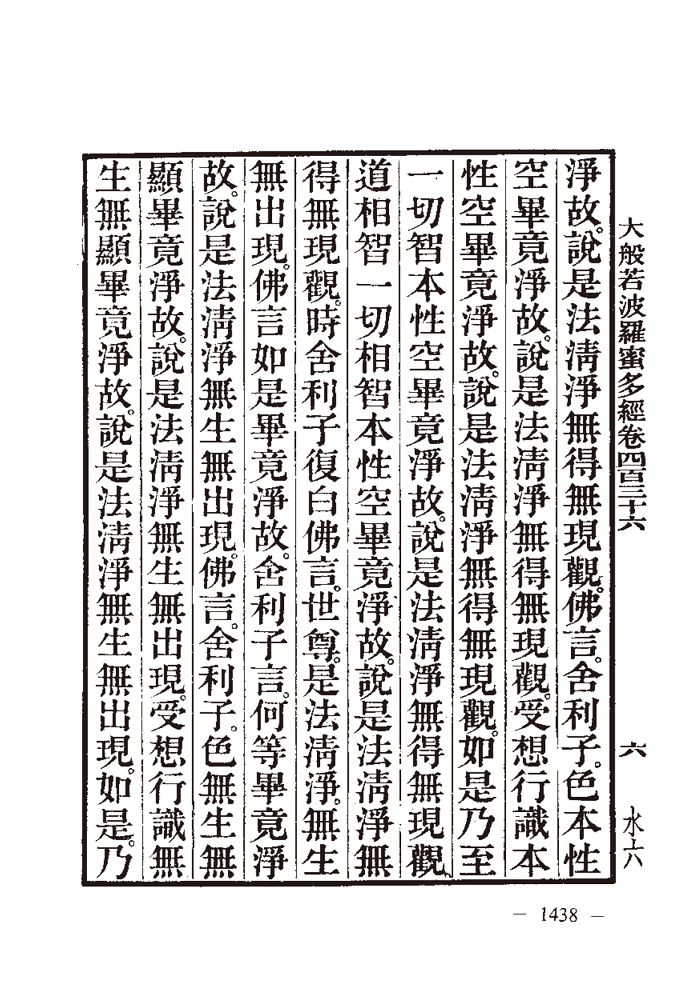 大般若波羅蜜多經卷四百三十六
六
水六
淨故。說是法淸淨無得無現觀。佛言。舍利子。色本性
空畢竟淨故。說是法淸淨無得無現觀。受想行識本
性空畢竟淨故。說是法淸淨無得無現觀。如是乃至
一切智本性空畢竟淨故。說是法淸淨無得無現觀。
道相智一切相智本性空畢竟淨故。說是法淸淨無
得無現觀。時舍利子復白佛言。世尊。是法淸淨。無生
無出現。佛言如是畢竟淨故。舍利子言。何等畢竟淨
故。說是法淸淨無生無出現。佛言。舍利子。色無生無
顯畢竟淨故。說是法淸淨無生無出現。受想行識無
生無顯畢竟淨故。說是法淸淨無生無出現。如是。乃
— 1438 —